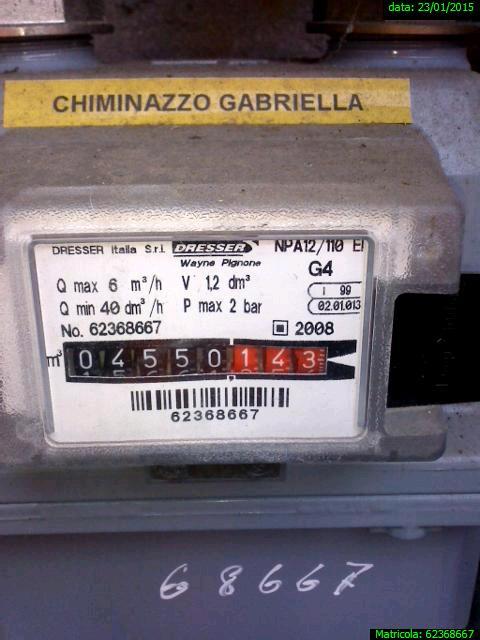 data: 23/01/2015
CHIMINAZZO GABRIELLA
DRESSER Italia S.r.l. DRESSER NPA12/110 El
Wayne Pignone
G4
Q max 6 m³/h V 1,2 dm³
Q min 40 dm³/h P max 2 bar
I 99
02.01.013
No. 62368667 2008
m³ 04550143
62368667
68667
Matricola: 62368667